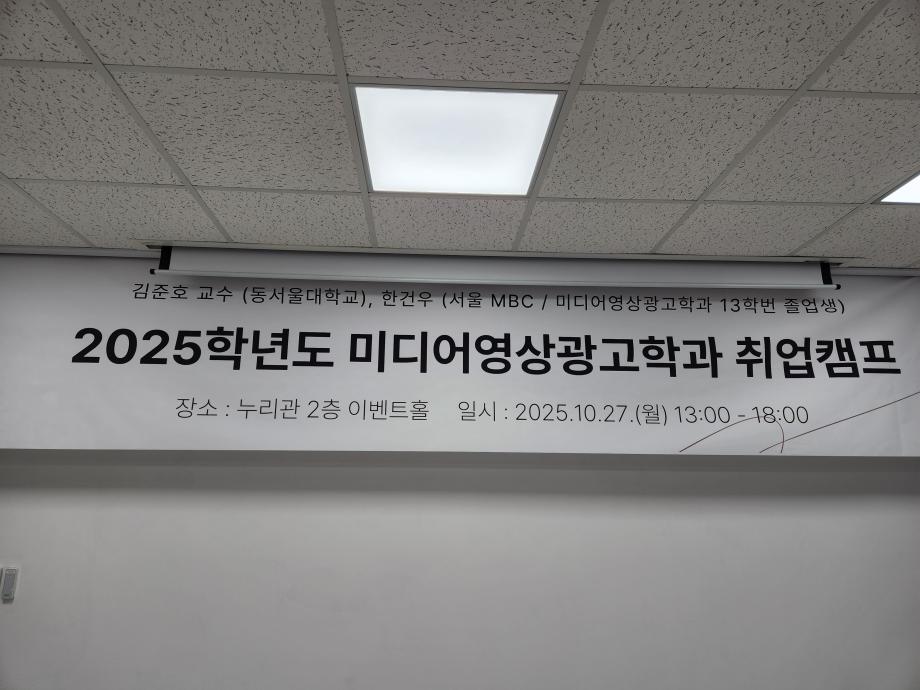 김준호 교수 (동서울대학교), 한건우 (서울 MBC / 미디어영상광고학과 13학번 졸업생)
2025학년도 미디어영상광고학과 취업캠프
장소 : 누리관 2층 이벤트홀 일시 : 2025.10.27.(월) 13:00 - 18:00